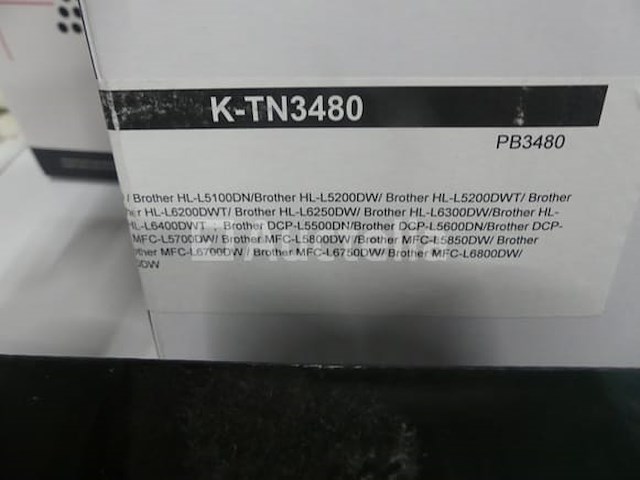 K-TN3480
PB3480
/ Brother HL-L5100DN/Brother HL-L5200DW/ Brother HL-L5200DWT/ Brother
HL-L6200DWT/ Brother HL-L6250DW/ Brother HL-L6300DW/Brother HL-
HL-L6400DWT Brother DCP-L5500DN/Brother DCP-L5600DN/Brother DCP-
MFC-L5700DW/ Brother MFC-L5800DW/ Brother MFC-L5850DW/ Brother
MFC-L6700DW / Brother MFC-L6750DW/ Brother MFC-L6800DW/
DW